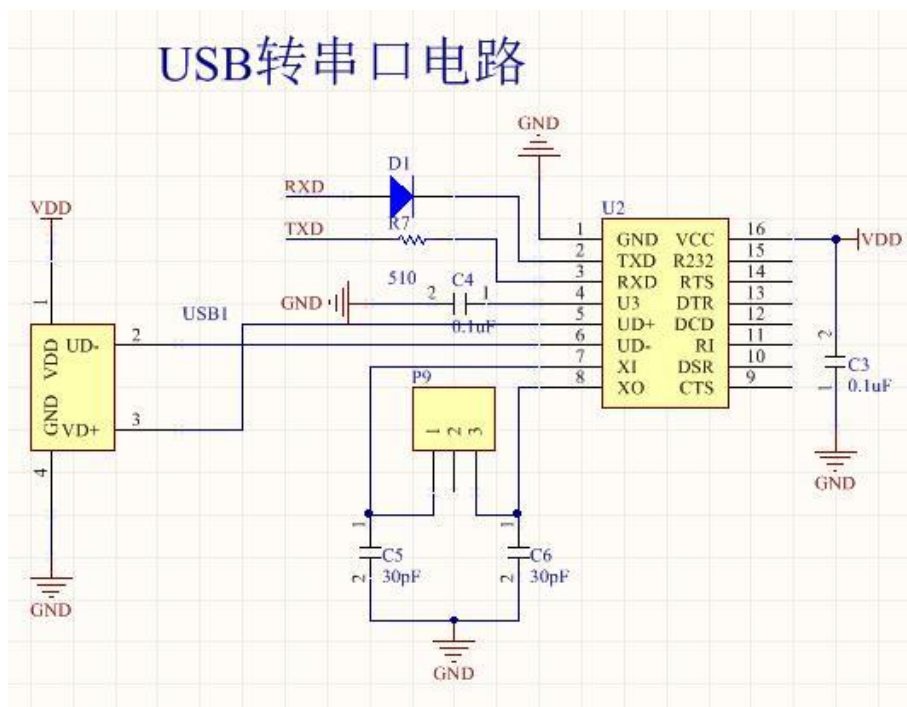 USB转串口电路
GND
D1
RXD
VDD
R7
U2
TXD
1 GND VCC 16 VDD
2 TXD R232 15
510
C4
3 RXD RTS 14
GND 2 1
4 U3 DTR 13
0.1uF
USB1
5 UD+ DCD 12
1
2
6 UD- RI 11
VDD UD- 2
7 XI DSR 10
P9
8 XO CTS 9
C3
1
0.1uF
GND VD+ 3
1 2 3
4
GND
1
1
C5
C6
2 30pF
2 30pF
GND
GND